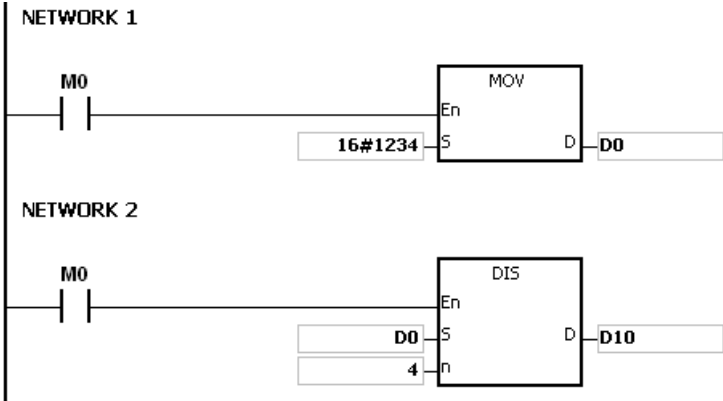 NETWORK 1
M0
MOV
En
16#1234 S D D0
NETWORK 2
M0
DIS
En
D0 S D D10
4 n